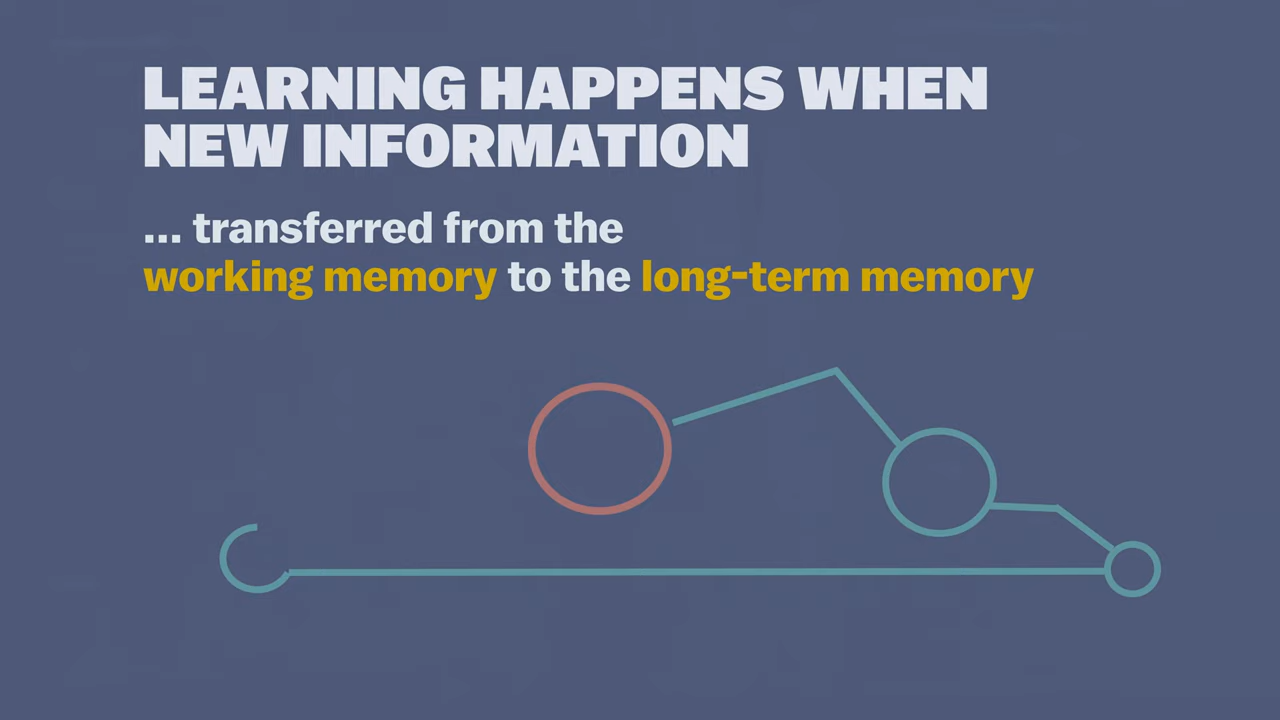 LEARNING HAPPENS WHEN
NEW INFORMATION
... transferred from the
working memory to the long-term memory